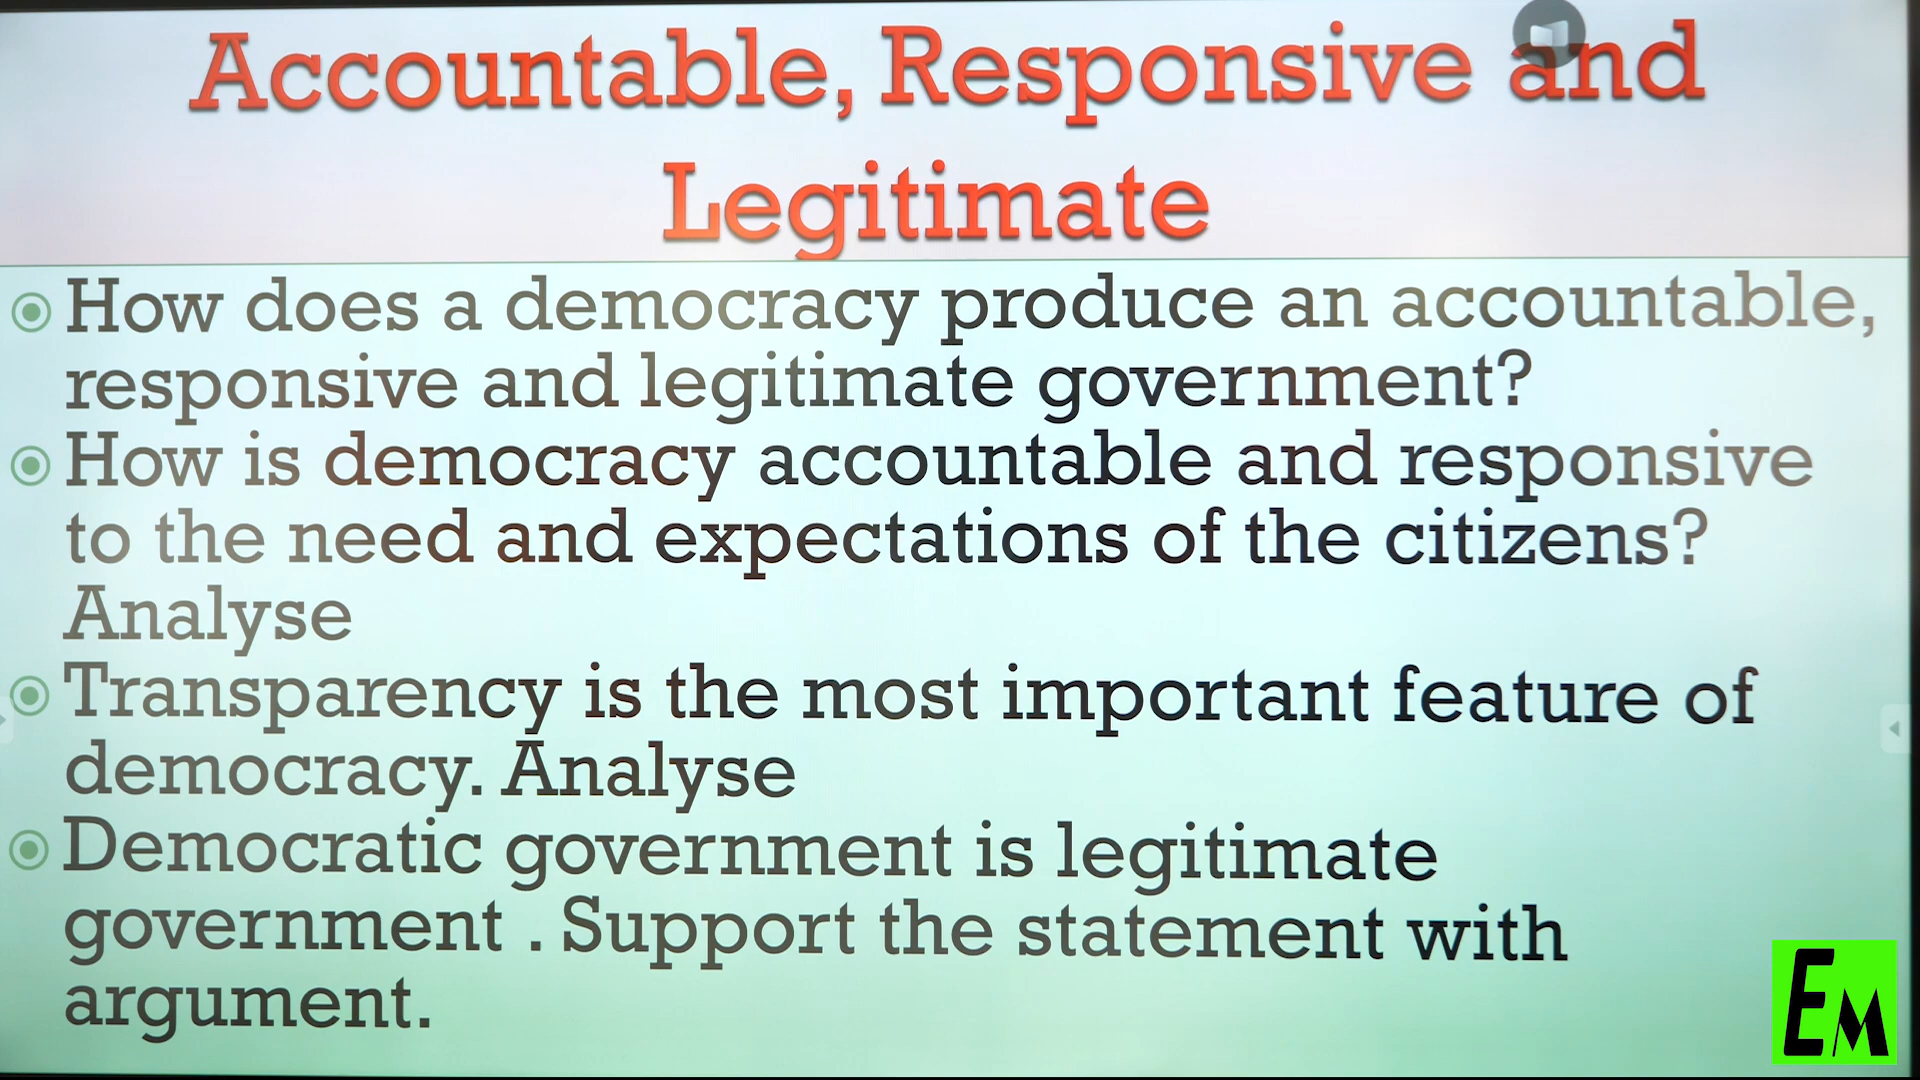 Accountable, Responsive and
Legitimate
How does a democracy produce an accountable,
responsive and legitimate government?
How is democracy accountable and responsive
to the need and expectations of the citizens?
Analyse
Transparency is the most important feature of
democracy. Analyse
Democratic government is legitimate
government . Support the statement with
argument.
EM